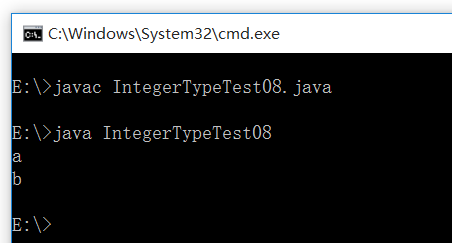 C:\Windows\System32\cmd.exe
E:\>javac IntegerTypeTest08.java
E:\>java IntegerTypeTest08
a
b
E:\>